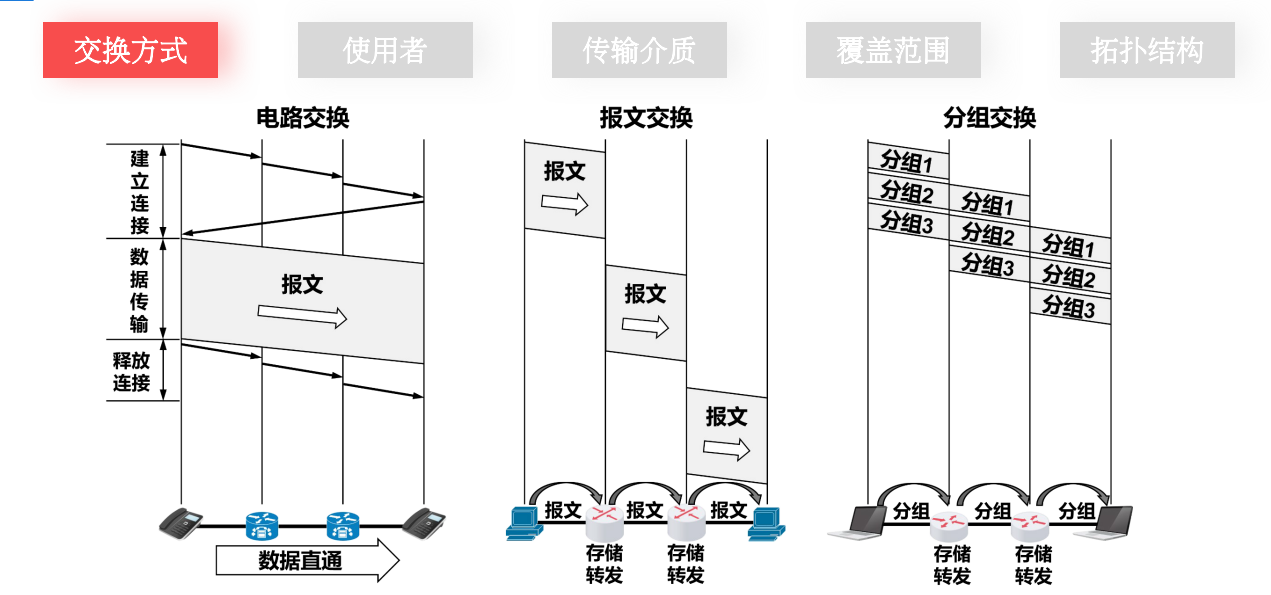 交换方式
使用者
传输介质
覆盖范围
拓扑结构
电路交换
建
立
连
接
数
据
传
输
释放
连接
报文
数据直通
报文交换
报文
报文
报文
报文
报文
报文
存储
转发
存储
转发
分组交换
分组1
分组2
分组3
分组1
分组2
分组3
分组1
分组2
分组3
分组
分组
分组
存储
转发
存储
转发